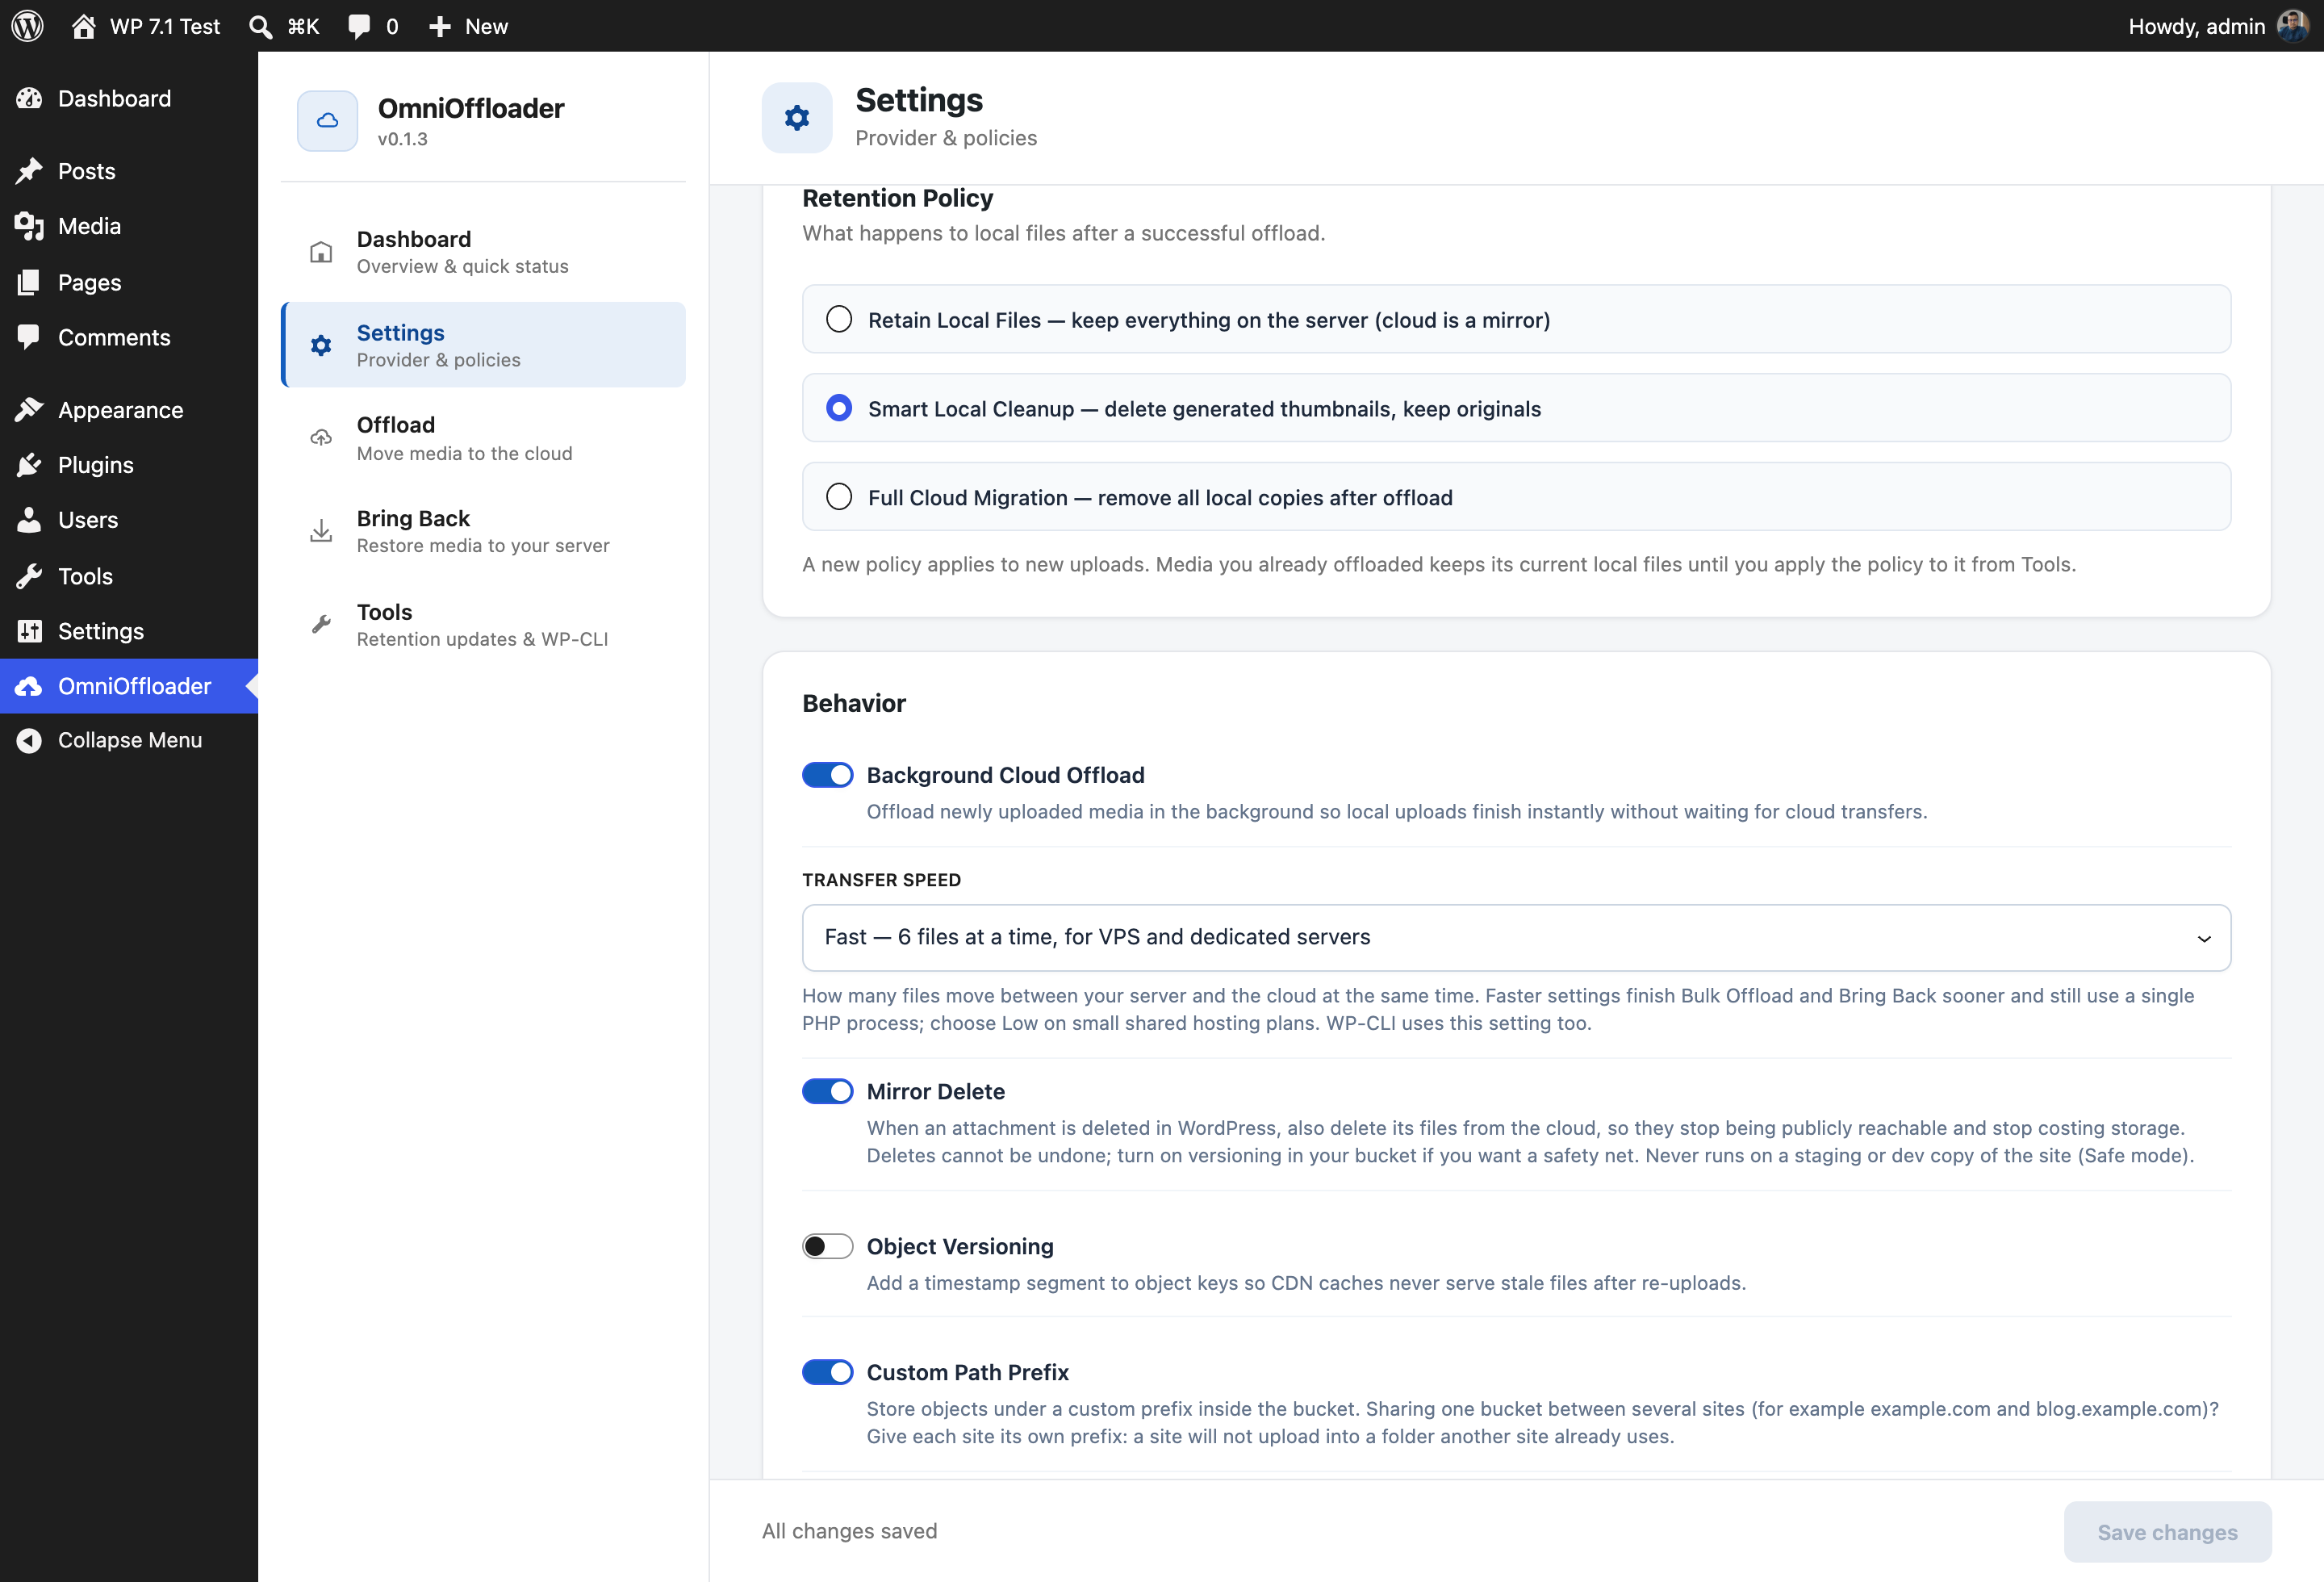 WP 7.1 Test
⌘K
0
New
Howdy, admin
Dashboard
Posts
Media
Pages
Comments
Appearance
Plugins
Users
Tools
Settings
OmniOffloader
Collapse Menu
OmniOffloader
v0.1.3
Dashboard
Overview & quick status
Settings
Provider & policies
Offload
Move media to the cloud
Bring Back
Restore media to your server
Tools
Retention updates & WP-CLI
Settings
Provider & policies
Retention Policy
What happens to local files after a successful offload.
Retain Local Files — keep everything on the server (cloud is a mirror)
Smart Local Cleanup — delete generated thumbnails, keep originals
Full Cloud Migration — remove all local copies after offload
A new policy applies to new uploads. Media you already offloaded keeps its current local files until you apply the policy to it from Tools.
Behavior
Background Cloud Offload
Offload newly uploaded media in the background so local uploads finish instantly without waiting for cloud transfers.
TRANSFER SPEED
Fast — 6 files at a time, for VPS and dedicated servers
How many files move between your server and the cloud at the same time. Faster settings finish Bulk Offload and Bring Back sooner and still use a single
PHP process; choose Low on small shared hosting plans. WP-CLI uses this setting too.
Mirror Delete
When an attachment is deleted in WordPress, also delete its files from the cloud, so they stop being publicly reachable and stop costing storage.
Deletes cannot be undone; turn on versioning in your bucket if you want a safety net. Never runs on a staging or dev copy of the site (Safe mode).
Object Versioning
Add a timestamp segment to object keys so CDN caches never serve stale files after re-uploads.
Custom Path Prefix
Store objects under a custom prefix inside the bucket. Sharing one bucket between several sites (for example example.com and blog.example.com)?
Give each site its own prefix: a site will not upload into a folder another site already uses.
All changes saved
Save changes